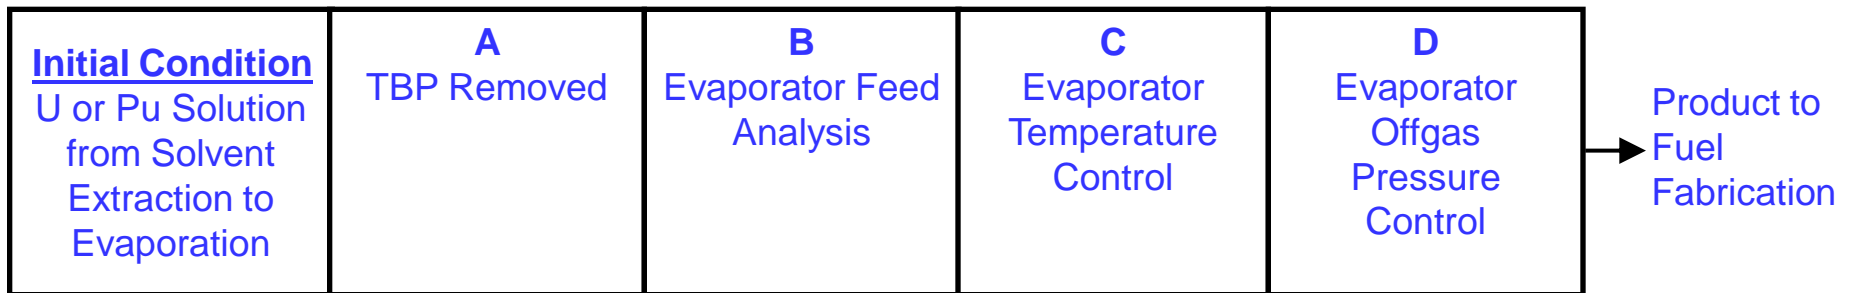 Initial Condition
U or Pu Solution
from Solvent
Extraction to
Evaporation
A
TBP Removed
B
Evaporator Feed
Analysis
C
Evaporator
Temperature
Control
D
Evaporator
Offgas
Pressure
Control
Product to
Fuel
Fabrication